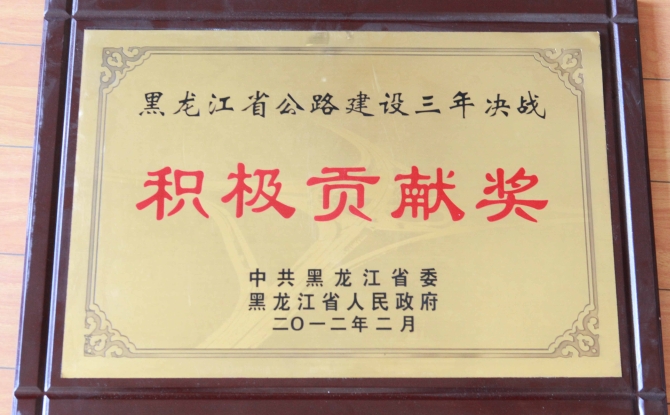 黑龙江省公路建设三年决战
积极贡献奖
中共黑龙江省委
黑龙江省人民政府
二〇一二年二月